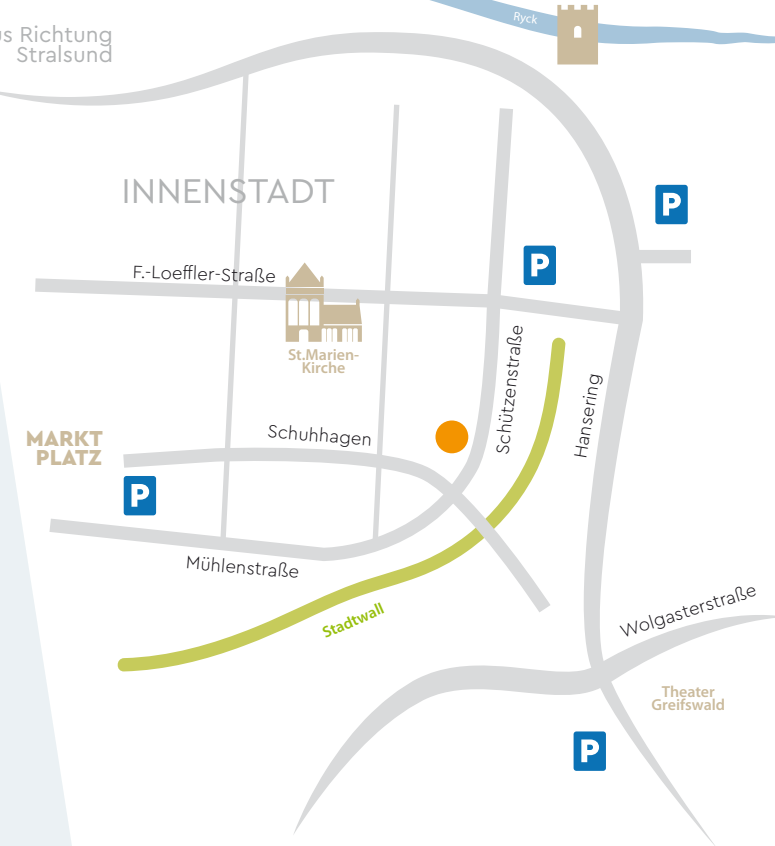 Ryck
s Richtung
Stralsund
INNENSTADT
P
P
F.-Loeffler-Straße
St.Marien-
Kirche
Schützenstraße
Hansering
MARKT
PLATZ
Schuhhagen
P
Mühlenstraße
Stadtwall
Wolgasterstraße
Theater
Greifswald
P